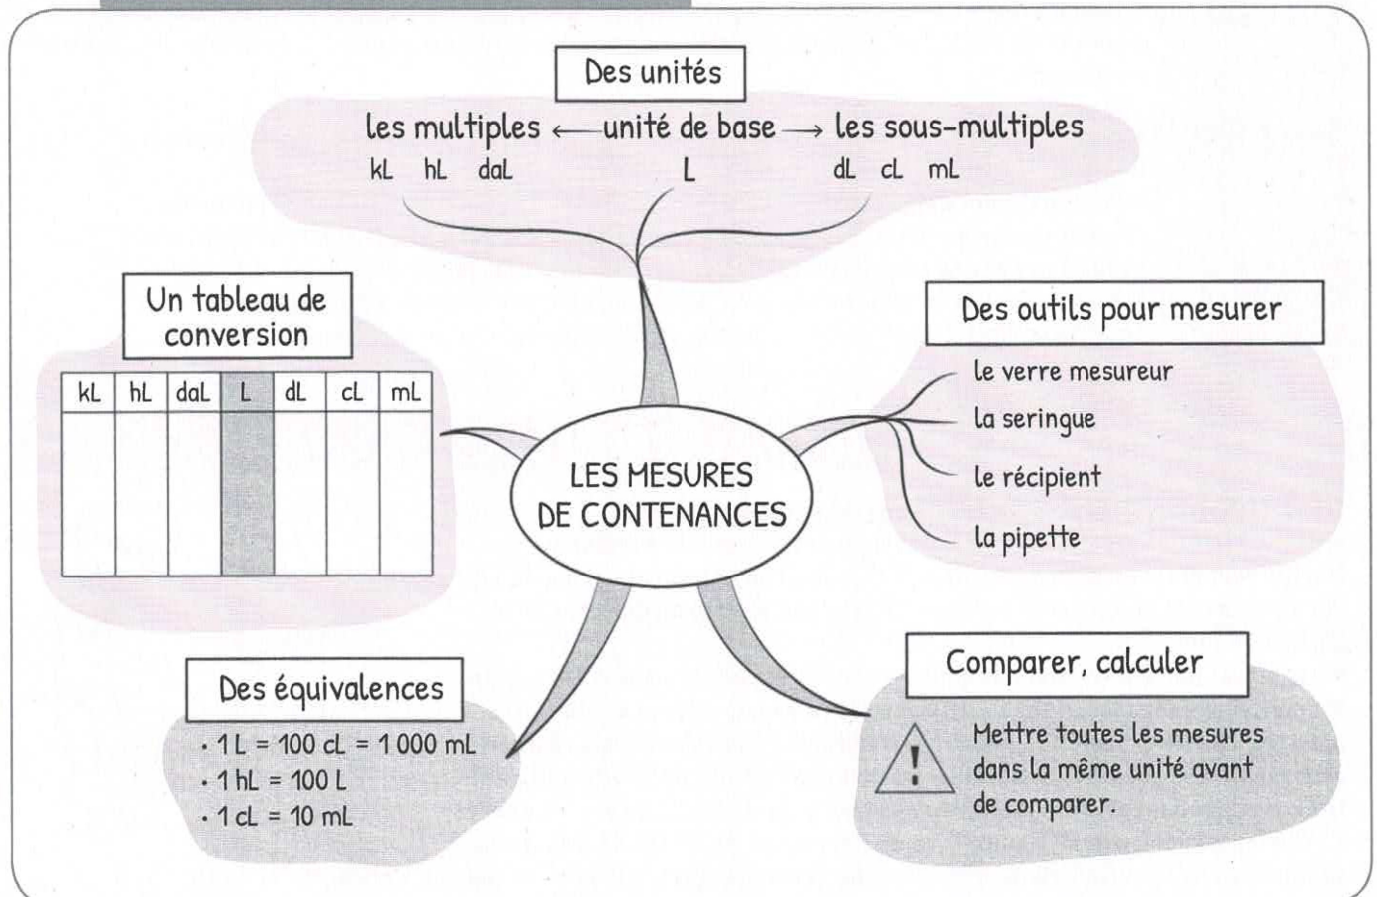 Des unités
les multiples ← unité de base → les sous-multiples
kL hL daL L dL cL mL
Un tableau de
conversion
kL hL daL L dL cL mL
Des outils pour mesurer
le verre mesureur
la seringue
le récipient
la pipette
LES MESURES
DE CONTENANCES
Des équivalences
· 1 L = 100 cL = 1 000 mL
· 1 hL = 100 L
· 1 cL = 10 mL
Comparer, calculer
!
Mettre toutes les mesures
dans la même unité avant
de comparer.